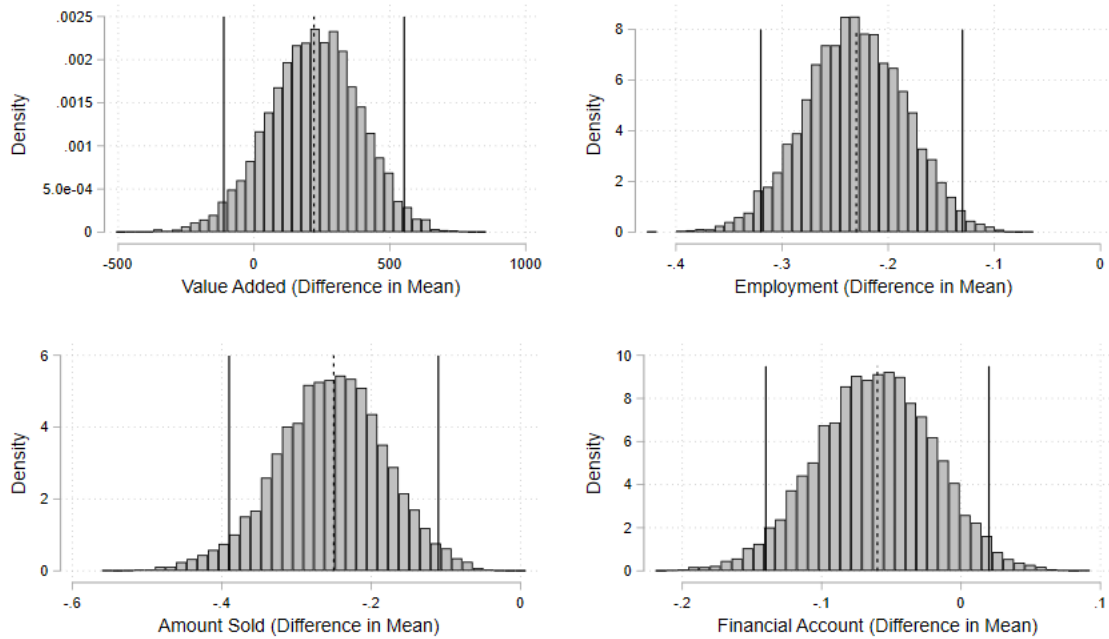 .0025
.002
.0015
.001
5.0e-04
0
Density
-500 0 500 1000
Value Added (Difference in Mean)
8
6
4
2
0
Density
-.4 -.3 -.2 -.1 0
Employment (Difference in Mean)
6
4
2
0
Density
-.6 -.4 -.2 0
Amount Sold (Difference in Mean)
10
8
6
4
2
0
Density
-.2 -.1 0 .1
Financial Account (Difference in Mean)